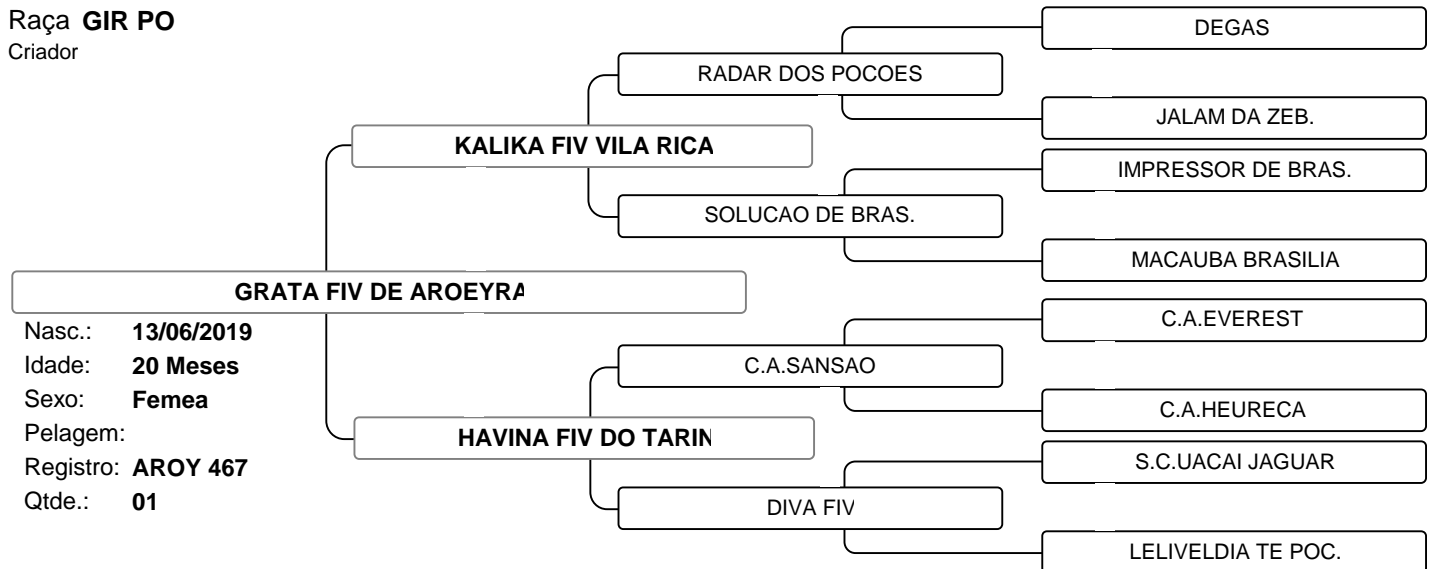 Raça GIR PO
Criador
DEGAS
RADAR DOS POCOES
JALAM DA ZEB.
KALIKA FIV VILA RICA
IMPRESSOR DE BRAS.
SOLUCAO DE BRAS.
MACAUBA BRASILIA
GRATA FIV DE AROEYRA
Nasc.: 13/06/2019
Idade: 20 Meses
Sexo: Femea
Pelagem:
Registro: AROY 467
Qtde.: 01
C.A.EVEREST
C.A.SANSAO
C.A.HEURECA
HAVINA FIV DO TARIN
S.C.UACAI JAGUAR
DIVA FIV
LELIVELDIA TE POC.